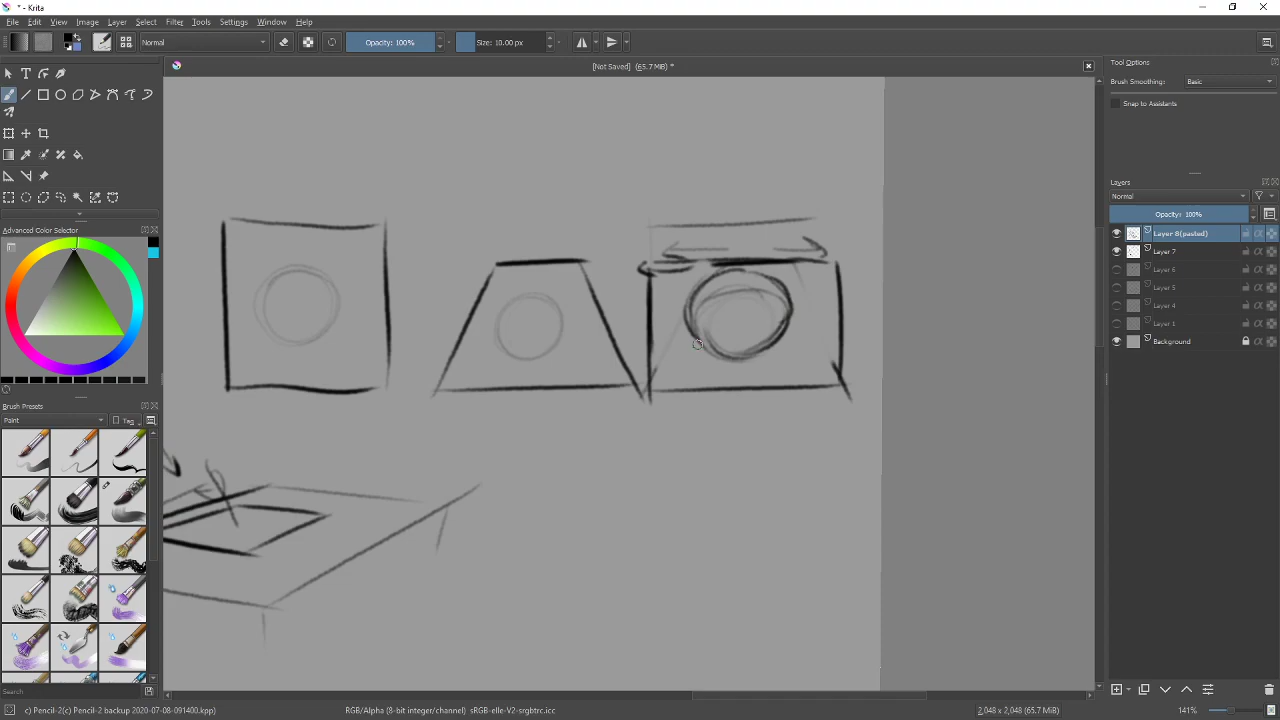 * - Krita
File Edit View Image Layer Select Filter Tools Settings Window Help
Normal Opacity: 100% Size: 10.00 px
[Not Saved] (65.7 MiB) *
Tool Options
Brush Smoothing: Basic
Snap to Assistants
Layers
Normal
Opacity: 100%
Layer 8(pasted)
Layer 7
Layer 6
Layer 5
Layer 4
Layer 1
Background
Advanced Color Selector
Brush Presets
Paint Tag
Search
c) Pencil-2(c) Pencil-2 backup 2020-07-08-091400.kpp)
RGB/Alpha (8-bit integer/channel) sRGB-elle-V2-srgbtrc.icc
2,048 x 2,048 (65.7 MiB)
141%